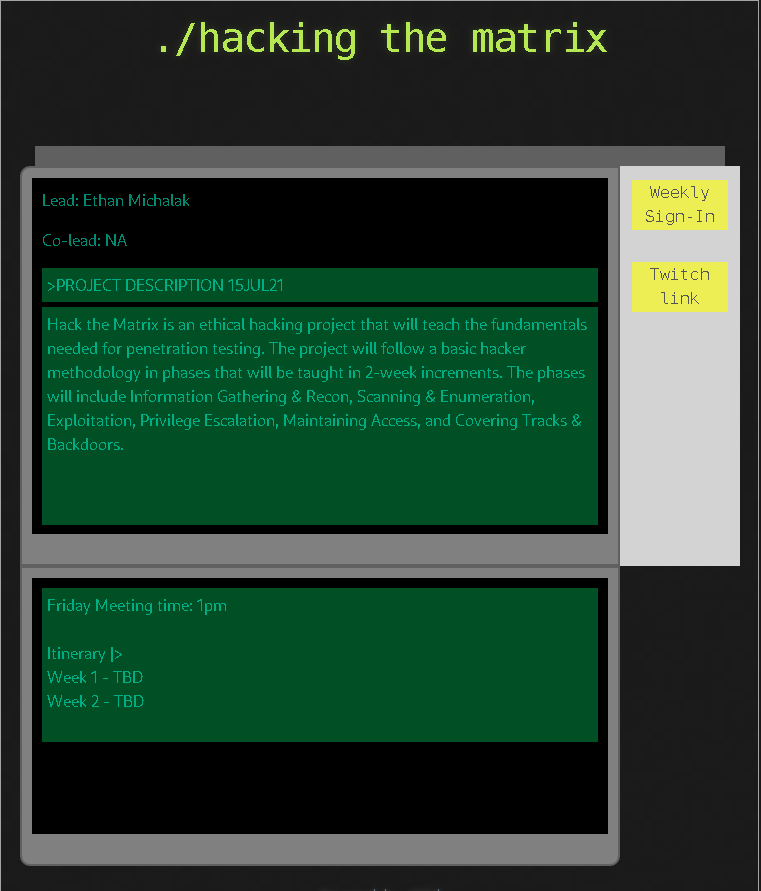 ./hacking the matrix
Lead: Ethan Michalak
Co-lead: NA
>PROJECT DESCRIPTION 15JUL21
Hack the Matrix is an ethical hacking project that will teach the fundamentals
needed for penetration testing. The project will follow a basic hacker
methodology in phases that will be taught in 2-week increments. The phases
will include Information Gathering & Recon, Scanning & Enumeration,
Exploitation, Privilege Escalation, Maintaining Access, and Covering Tracks &
Backdoors.
Weekly
Sign-In
Twitch
link
Friday Meeting time: 1pm
Itinerary |>
Week 1 - TBD
Week 2 - TBD